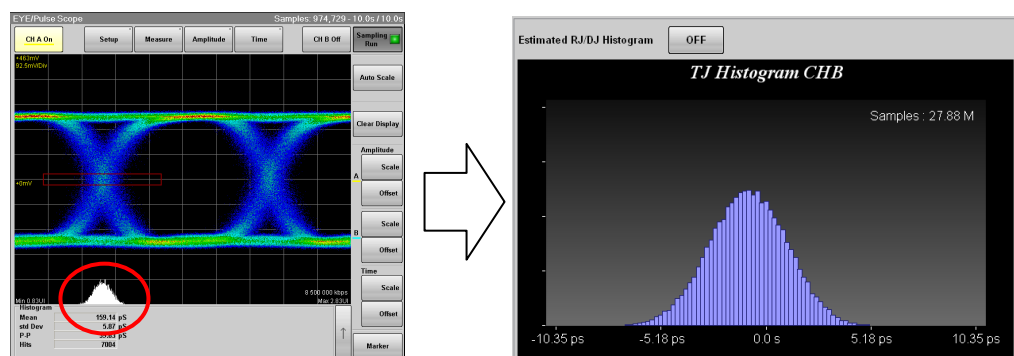 EYE/Pulse Scope
Samples: 974,729 - 10.0s / 10.0s
CH A On
Setup
Measure
Amplitude
Time
CH B Off
Sampling Run
+463mV
92.5mV/Div
+0mV
Auto Scale
Clear Display
Amplitude
Scale
A
Offset
Scale
B
Offset
Time
Scale
Offset
Marker
8 500 000 kbps
Min 0.83UI
Max 2.83UI
Histogram
Mean 159.14 pS
std Dev 5.87 pS
P-P
Hits 7004
Estimated RJ/DJ Histogram
OFF
TJ Histogram CHB
Samples : 27.88 M
-10.35 ps
-5.18 ps
0.0 s
5.18 ps
10.35 ps